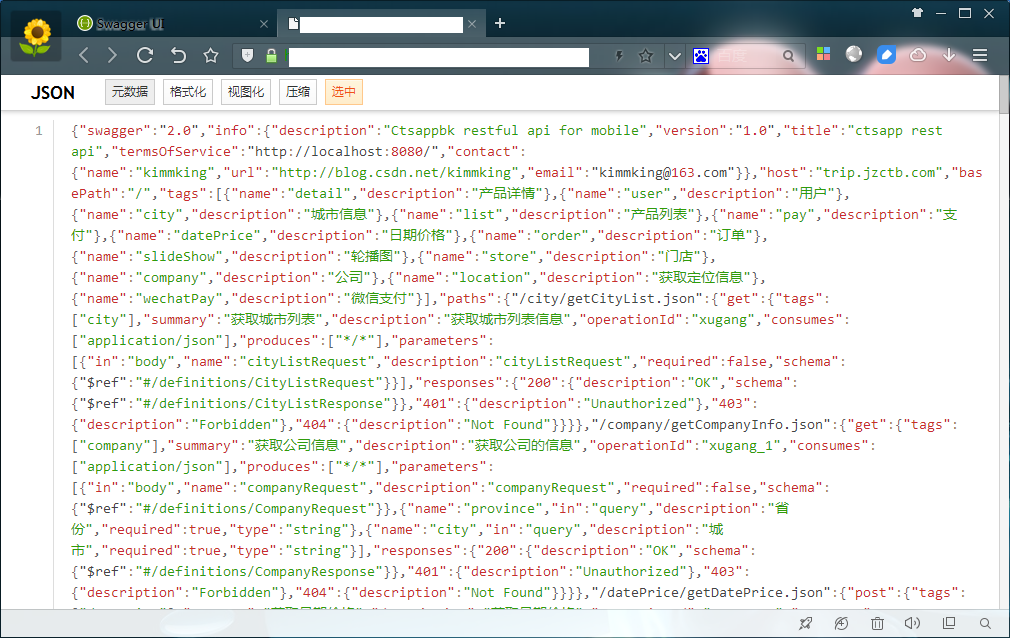 Swagger UI
百度
JSON
元数据
格式化
视图化
压缩
选中
1
{"swagger":"2.0","info":{"description":"Ctsappbk restful api for mobile","version":"1.0","title":"ctsapp rest
api","termsOfService":"http://localhost:8080/","contact":
{"name":"kimmking","url":"http://blog.csdn.net/kimmking","email":"kimmking@163.com"}},"host":"trip.jzctb.com","bas
ePath":"/","tags":[{"name":"detail","description":"产品详情"},{"name":"user","description":"用户"},
{"name":"city","description":"城市信息"},{"name":"list","description":"产品列表"},{"name":"pay","description":"支
付"},{"name":"datePrice","description":"日期价格"},{"name":"order","description":"订单"},
{"name":"slideShow","description":"轮播图"},{"name":"store","description":"门店"},
{"name":"company","description":"公司"},{"name":"location","description":"获取定位信息"},
{"name":"wechatPay","description":"微信支付"}],"paths":{"/city/getCityList.json":{"get":{"tags":
["city"],"summary":"获取城市列表","description":"获取城市列表信息","operationId":"xugang","consumes":
["application/json"],"produces":["*/*"],"parameters":
[{"in":"body","name":"cityListRequest","description":"cityListRequest","required":false,"schema":
{"$ref":"#/definitions/CityListRequest"}}],"responses":{"200":{"description":"OK","schema":
{"$ref":"#/definitions/CityListResponse"}},"401":{"description":"Unauthorized"},"403":
{"description":"Forbidden"},"404":{"description":"Not Found"}}}},"/company/getCompanyInfo.json":{"get":{"tags":
["company"],"summary":"获取公司信息","description":"获取公司的信息","operationId":"xugang_1","consumes":
["application/json"],"produces":["*/*"],"parameters":
[{"in":"body","name":"companyRequest","description":"companyRequest","required":false,"schema":
{"$ref":"#/definitions/CompanyRequest"}},{"name":"province","in":"query","description":"省
份","required":true,"type":"string"},{"name":"city","in":"query","description":"城
市","required":true,"type":"string"}],"responses":{"200":{"description":"OK","schema":
{"$ref":"#/definitions/CompanyResponse"}},"401":{"description":"Unauthorized"},"403":
{"description":"Forbidden"},"404":{"description":"Not Found"}}}},"/datePrice/getDatePrice.json":{"post":{"tags":